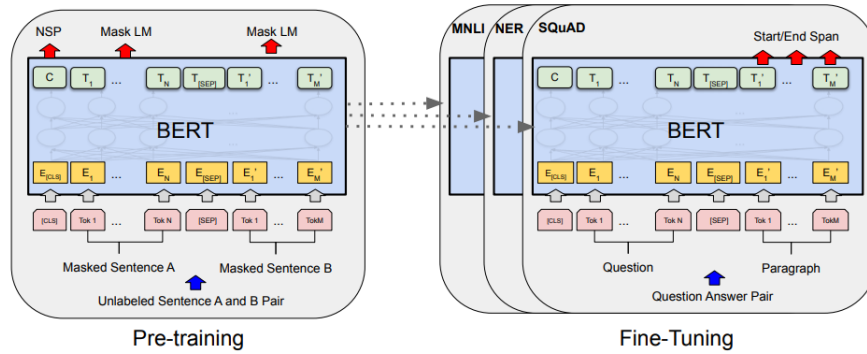 NSP Mask LM Mask LM
C T1 ... TN T[SEP] T1' ... TM'
BERT
E[CLS] E1 ... EN E[SEP] E1' ... EM'
[CLS] Tok 1 ... Tok N [SEP] Tok 1 ... TokM
Masked Sentence A Masked Sentence B
Unlabeled Sentence A and B Pair
Pre-training
MNLI NER SQuAD
Start/End Span
C T1 ... TN T[SEP] T1' ... TM'
BERT
E[CLS] E1 ... EN E[SEP] E1' ... EM'
[CLS] Tok 1 ... Tok N [SEP] Tok 1 ... TokM
Question Paragraph
Question Answer Pair
Fine-Tuning